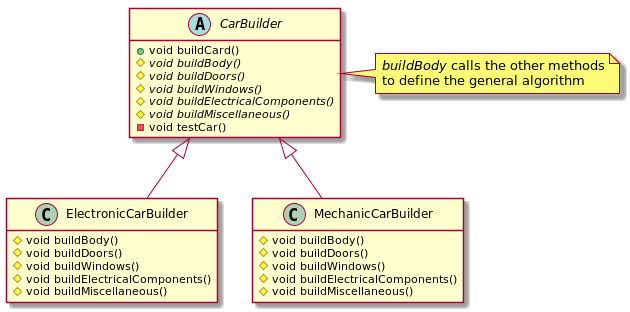 A CarBuilder
void buildCard()
void buildBody()
void buildDoors()
void buildWindows()
void buildElectricalComponents()
void buildMiscellaneous()
void testCar()
buildBody calls the other methods
to define the general algorithm
C ElectronicCarBuilder
void buildBody()
void buildDoors()
void buildWindows()
void buildElectricalComponents()
void buildMiscellaneous()
C MechanicCarBuilder
void buildBody()
void buildDoors()
void buildWindows()
void buildElectricalComponents()
void buildMiscellaneous()